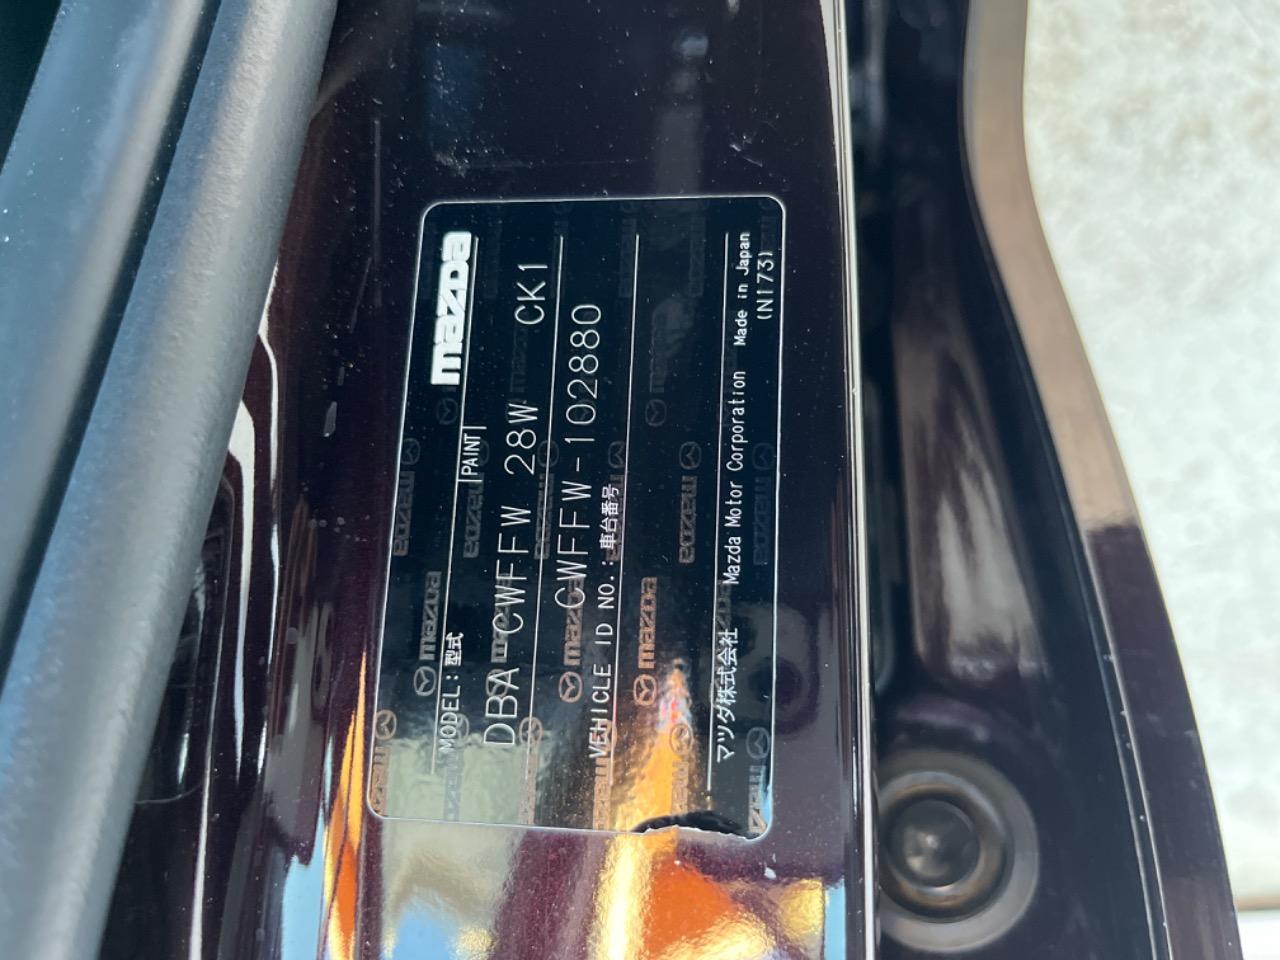 mazda
MODEL:型式 PAINT
DBA-CWFFW 28W CK1
CWFFW-102880
VEHICLE ID NO.:車台番号
マツダ株式会社 Mazda Motor Corporation Made in Japan
(N173)